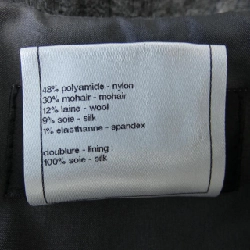 48% polyamide - nylon
30% mohair - mohair
12% laine - wool
9% soie - silk
1% elasthanne - spandex
doublure - lining
100% soie - silk